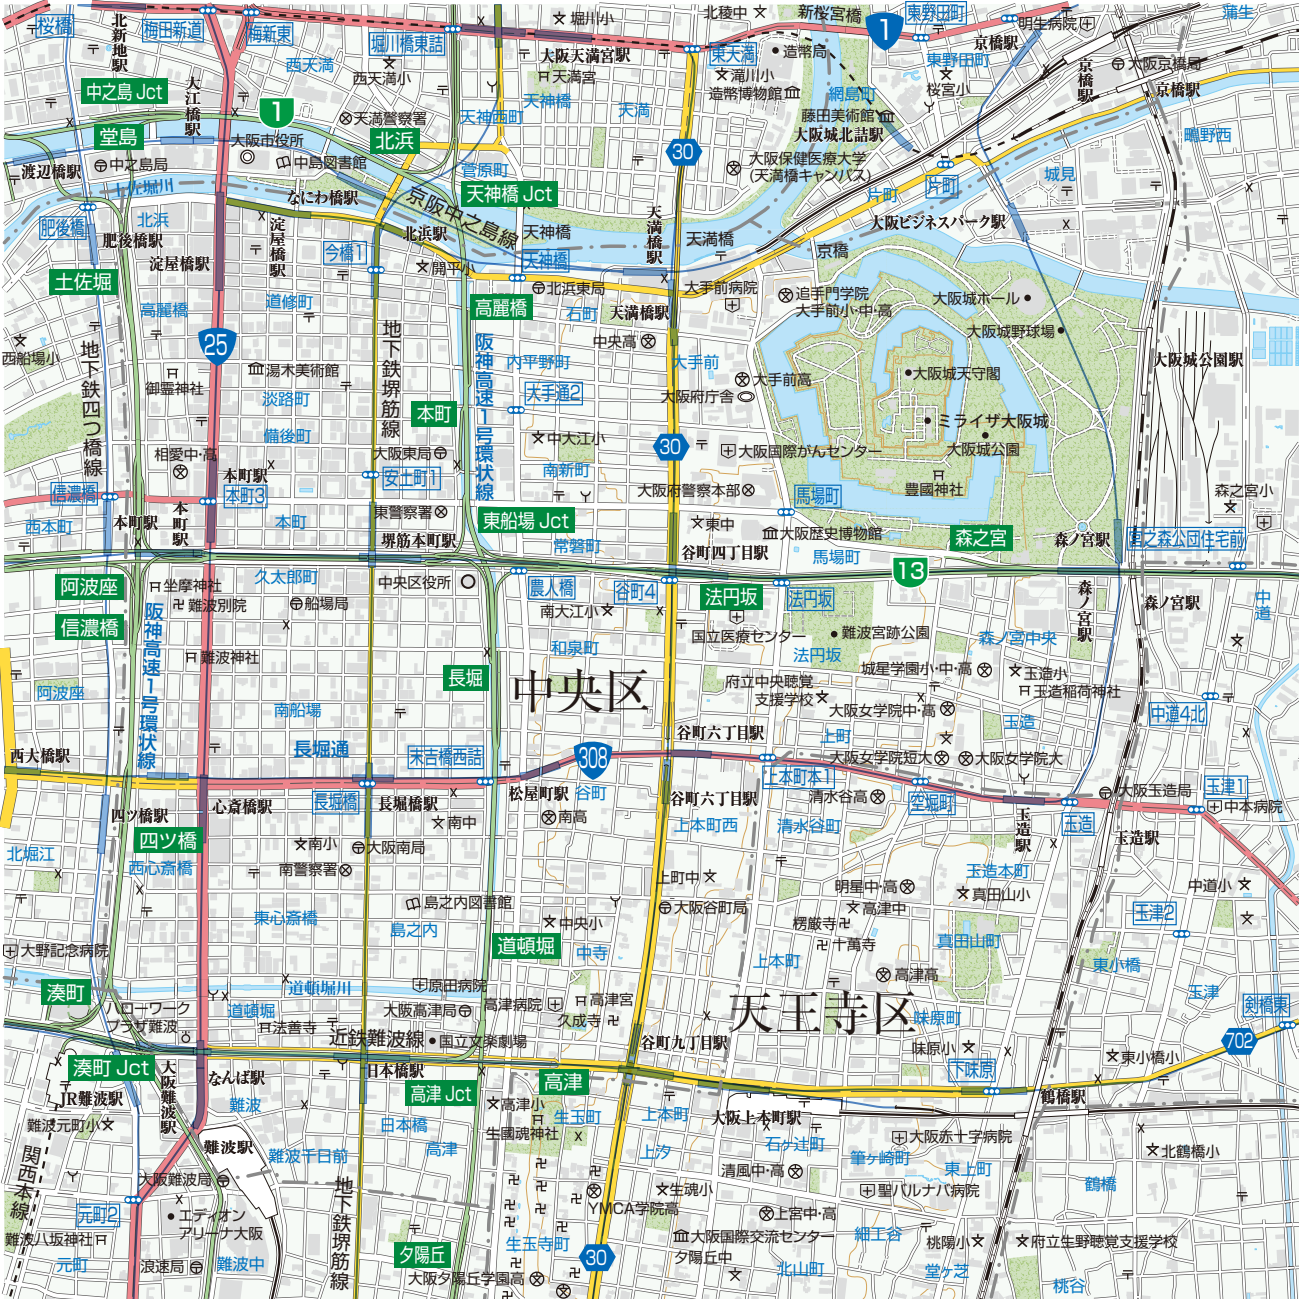 桜橋
北新地駅
梅田新道
梅新東
西天満
堀川橋東詰
堀川小
大阪天満宮駅
北稜中
新桜宮橋
東天満
造幣局
1
東野田町
京橋駅
明生病院
蒲生
中之島 Jct
大江橋駅
西天満小
天満宮
天神橋
天満
滝川小
造幣博物館
網島町
東野田町
桜宮小
京橋駅
大阪京橋局
京橋駅
堂島
1
天満警察署
北浜
天神西町
藤田美術館
大阪城北詰駅
鴫野西
大阪市役所
渡辺橋駅
中之島局
中島図書館
菅原町
30
大阪保健医療大学
(天満橋キャンパス)
片町
片町
城見
土佐堀川
なにわ橋駅
天神橋 Jct
京阪中之島線
肥後橋
北浜
肥後橋駅
淀屋橋駅
淀屋橋駅
今橋1
北浜駅
天神橋
天神橋
天満橋駅
天満橋
京橋
大阪ビジネスパーク駅
土佐堀
開平小
北浜東局
大手前病院
追手門学院
大手前小・中・高
大阪城ホール
高麗橋
道修町
高麗橋
石町
天満橋駅
大阪城野球場
25
地下鉄堺筋線
阪神高速1号環状線
中央高
大手前
大阪城公園駅
西船場小
地下鉄四つ橋線
湯木美術館
内平野町
大手通2
大手前高
大阪府庁舎
大阪城天守閣
御霊神社
淡路町
本町
ミライザ大阪城
大阪城公園
備後町
中大江小
30
大阪国際がんセンター
相愛中・高
本町駅
大阪東局
安土町1
南新町
大阪府警察本部
馬場町
豊國神社
森之宮小
信濃橋
本町3
西本町
本町駅
本町駅
本町
東警察署
堺筋本町駅
東船場 Jct
常磐町
東中
谷町四丁目駅
大阪歴史博物館
馬場町
森之宮
森ノ宮駅
阿波座
坐摩神社
難波別院
久太郎町
船場局
中央区役所
農人橋
南大江小
谷町4
法円坂
法円坂
13
森ノ宮駅
森ノ宮駅
中道
信濃橋
阪神高速1号環状線
難波神社
和泉町
国立医療センター
難波宮跡公園
法円坂
森ノ宮中央
城星学園小・中・高
玉造小
玉造稲荷神社
阿波座
南船場
長堀
中央区
府立中央聴覚
支援学校
大阪女学院中・高
玉造
中道4北
西大橋駅
長堀通
末吉橋西詰
308
谷町六丁目駅
上町
大阪女学院短大
大阪女学院大
四ツ橋駅
心斎橋駅
長堀橋
長堀橋駅
松屋町駅
谷町
谷町六丁目駅
上本町本1
清水谷高
空堀町
大阪玉造局
玉津1
中本病院
四ツ橋
南中
南高
上本町西
清水谷町
玉造駅
玉造
玉造駅
北堀江
西心斎橋
南小
南警察署
大阪南局
上町中
玉造本町
明星中・高
真田山小
中道小
東心斎橋
島之内図書館
島之内
中央小
大阪谷町局
楞厳寺
高津中
十萬寺
玉津2
大野記念病院
道頓堀
中寺
上本町
真田山町
東小橋
湊町
道頓堀川
原田病院
高津高
玉津
ハローワーク
プラザ難波
道頓堀
法善寺
大阪高津局
高津病院
高津宮
久成寺
天王寺区
味原町
剣橋東
近鉄難波線
国立文楽劇場
谷町九丁目駅
味原小
702
湊町 Jct
大阪難波駅
なんば駅
日本橋駅
高津 Jct
高津
下味原
東小橋小
JR難波駅
難波
高津小
生玉町
上本町
大阪上本町駅
鶴橋駅
難波元町小
難波駅
日本橋
生國魂神社
石ヶ辻町
大阪赤十字病院
関西本線
難波千日前
高津
上汐
清風中・高
筆ヶ崎町
東上町
北鶴橋小
大阪難波局
地下鉄堺筋線
YMCA学院高
生魂小
聖バルナバ病院
鶴橋
元町2
エディオン
アリーナ大阪
上宮中・高
難波八坂神社
夕陽丘
生玉寺町
30
大阪国際交流センター
夕陽丘中
細工谷
桃陽小
府立生野聴覚支援学校
元町
浪速局
難波中
大阪夕陽丘学園高
北山町
堂ヶ芝
桃谷